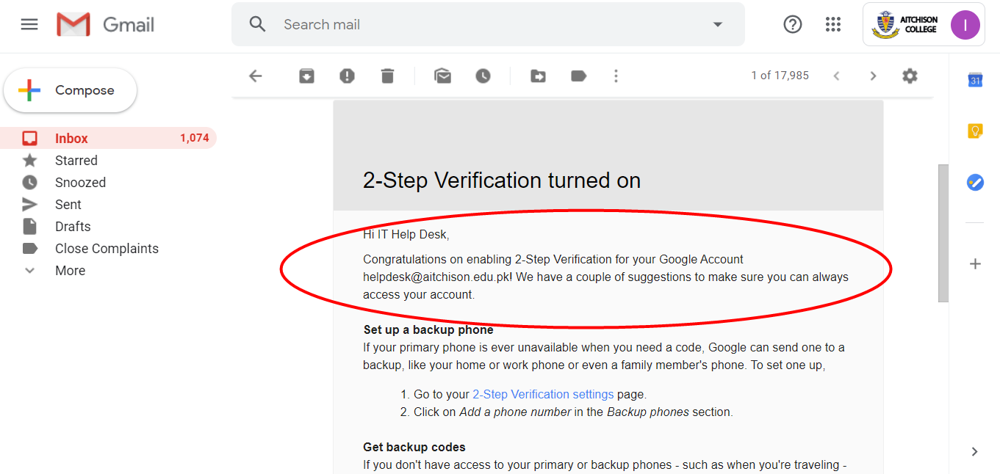 Gmail
Search mail
AITCHISON
COLLEGE
I
Compose
1 of 17,985
31
Inbox 1,074
Starred
Snoozed
Sent
Drafts
Close Complaints
More
2-Step Verification turned on
Hi IT Help Desk,
Congratulations on enabling 2-Step Verification for your Google Account
helpdesk@aitchison.edu.pk! We have a couple of suggestions to make sure you can always
access your account.
Set up a backup phone
If your primary phone is ever unavailable when you need a code, Google can send one to a
backup, like your home or work phone or even a family member's phone. To set one up,
1. Go to your 2-Step Verification settings page.
2. Click on Add a phone number in the Backup phones section.
Get backup codes
If you don't have access to your primary or backup phones - such as when you're traveling -